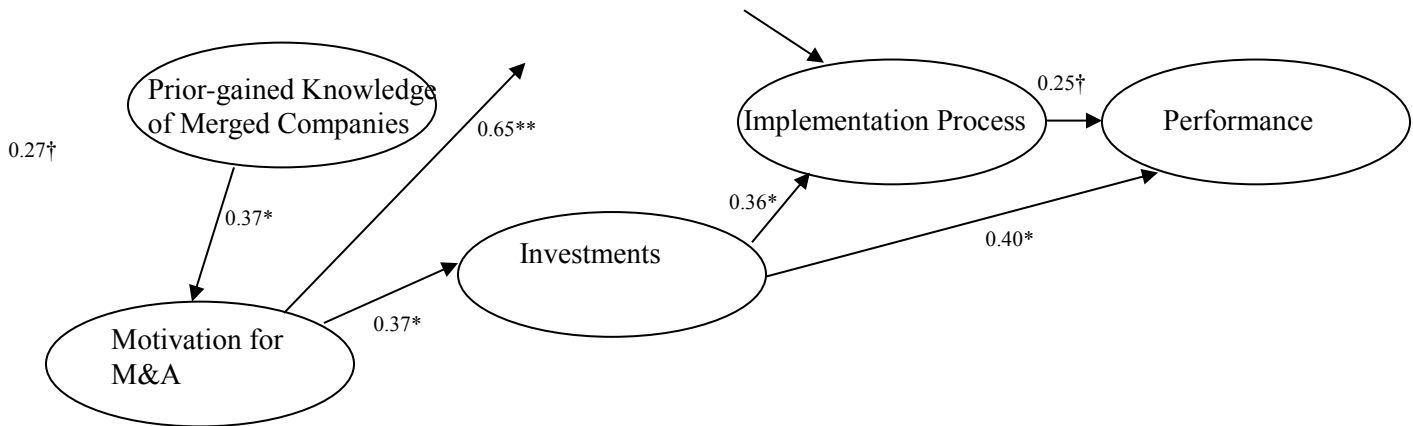 Prior-gained Knowledge
of Merged Companies
0.27†
0.65**
0.37*
Motivation for
M&A
0.37*
Investments
0.36*
0.40*
Implementation Process
0.25†
Performance